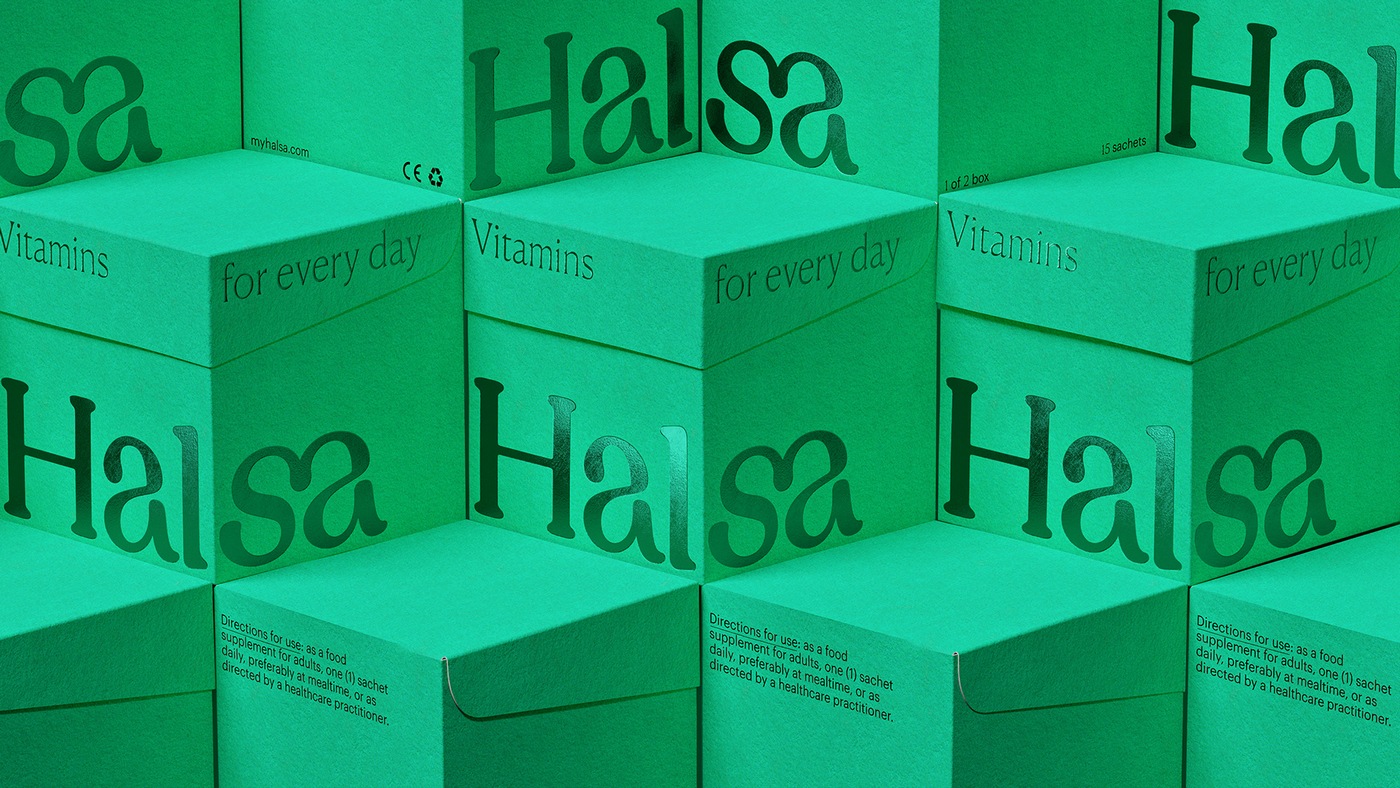 sa
myhalsa.com
CE
Halsa
1 of 2 box
15 sachets
Hal
Vitamins
for every day
Vitamins
for every day
Vitamins
for every day
Halsa
Halsa
Halsa
Directions for use: as a food
supplement for adults, one (1) sachet
daily, preferably at mealtime, or as
directed by a healthcare practitioner.
Directions for use: as a food
supplement for adults, one (1) sachet
daily, preferably at mealtime, or as
directed by a healthcare practitioner.
Directions for use: as a food
supplement for adults, one (1) sachet
daily, preferably at mealtime, or as
directed by a healthcare practitioner.